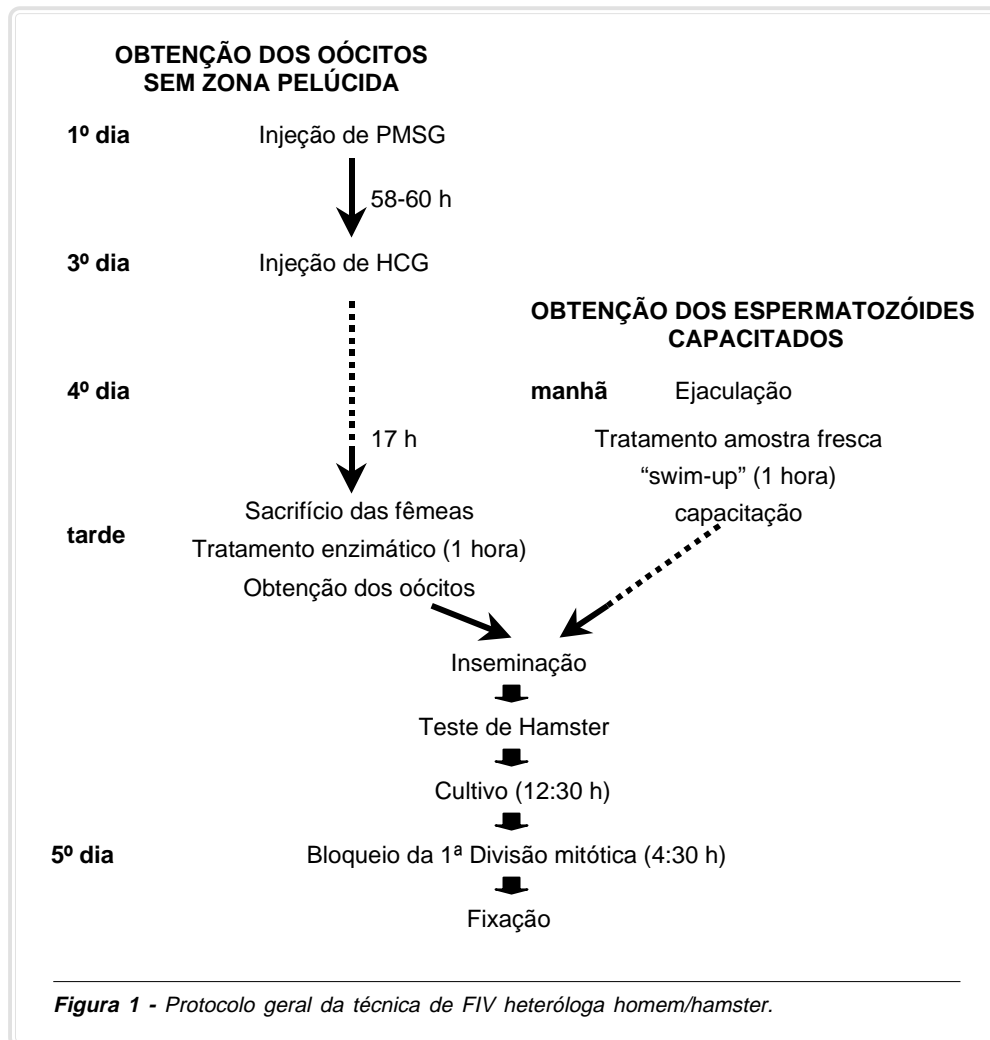 OBTENÇÃO DOS OÓCITOS
SEM ZONA PELÚCIDA
1º dia Injeção de PMSG
58-60 h
3º dia Injeção de HCG
OBTENÇÃO DOS ESPERMATOZÓIDES
CAPACITADOS
4º dia
manhã Ejaculação
17 h
Tratamento amostra fresca
“swim-up” (1 hora)
capacitação
tarde
Sacrifício das fêmeas
Tratamento enzimático (1 hora)
Obtenção dos oócitos
Inseminação
Teste de Hamster
Cultivo (12:30 h)
5º dia Bloqueio da 1ª Divisão mitótica (4:30 h)
Fixação
Figura 1 - Protocolo geral da técnica de FIV heteróloga homem/hamster.